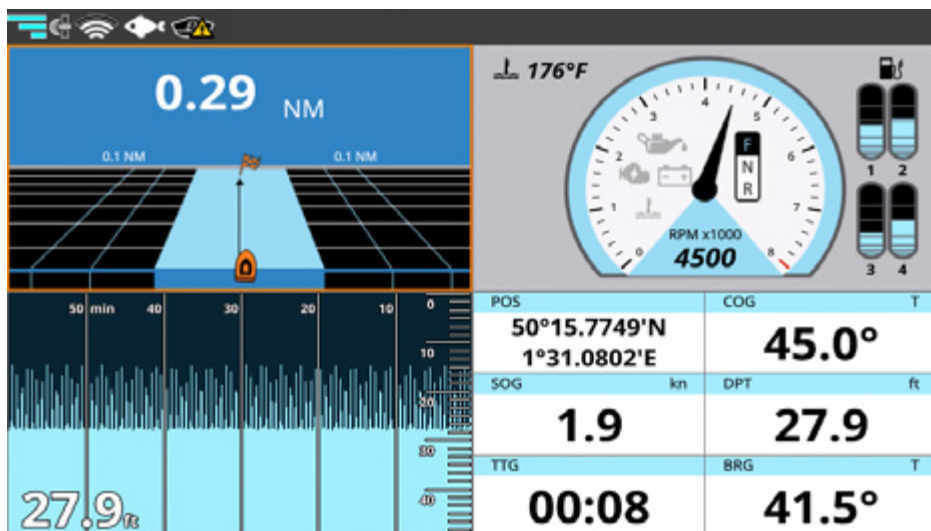 0.29 NM
0.1 NM
0.1 NM
176°F
0
1
2
3
4
5
6
7
8
F
N
R
RPM x1000
4500
1
2
3
4
50 min 40 30 20 10
0
10
20
30
40
27.9 ft
POS
50°15.7749'N
1°31.0802'E
COG T
45.0°
SOG kn
1.9
DPT ft
27.9
TTG
00:08
BRG T
41.5°